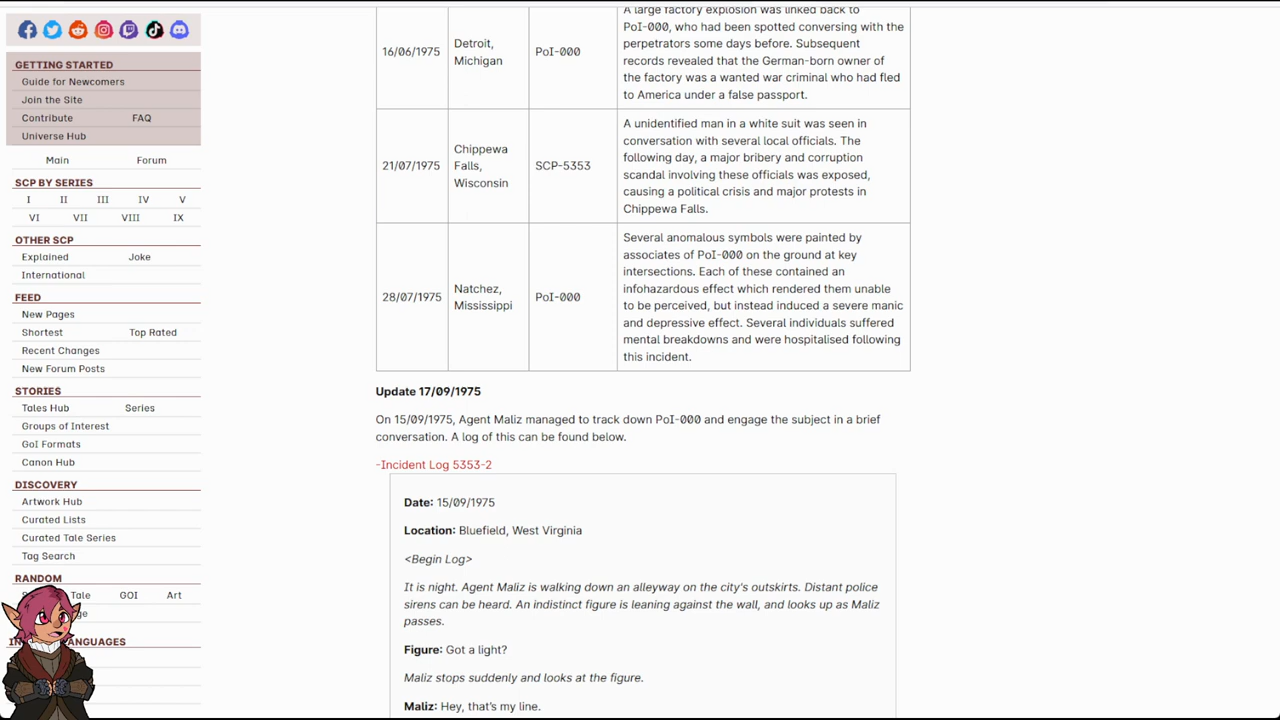 GETTING STARTED
Guide for Newcomers
Join the Site
Contribute FAQ
Universe Hub
Main Forum
SCP BY SERIES
I II III IV V
VI VII VIII IX
OTHER SCP
Explained Joke
International
FEED
New Pages
Shortest Top Rated
Recent Changes
New Forum Posts
STORIES
Tales Hub Series
Groups of Interest
GoI Formats
Canon Hub
DISCOVERY
Artwork Hub
Curated Lists
Curated Tale Series
Tag Search
RANDOM
Tale GOI Art
A large factory explosion was linked back to
PoI-000, who had been spotted conversing with the
perpetrators some days before. Subsequent
records revealed that the German-born owner of
the factory was a wanted war criminal who had fled
to America under a false passport.
16/06/1975
Detroit,
Michigan
PoI-000
A unidentified man in a white suit was seen in
conversation with several local officials. The
following day, a major bribery and corruption
scandal involving these officials was exposed,
causing a political crisis and major protests in
Chippewa Falls.
21/07/1975
Chippewa
Falls,
Wisconsin
SCP-5353
Several anomalous symbols were painted by
associates of PoI-000 on the ground at key
intersections. Each of these contained an
infohazardous effect which rendered them unable
to be perceived, but instead induced a severe manic
and depressive effect. Several individuals suffered
mental breakdowns and were hospitalised following
this incident.
28/07/1975
Natchez,
Mississippi
PoI-000
Update 17/09/1975
On 15/09/1975, Agent Maliz managed to track down PoI-000 and engage the subject in a brief
conversation. A log of this can be found below.
-Incident Log 5353-2
Date: 15/09/1975
Location: Bluefield, West Virginia
<Begin Log>
It is night. Agent Maliz is walking down an alleyway on the city's outskirts. Distant police
sirens can be heard. An indistinct figure is leaning against the wall, and looks up as Maliz
passes.
Figure: Got a light?
Maliz stops suddenly and looks at the figure.
Maliz: Hey, that's my line.